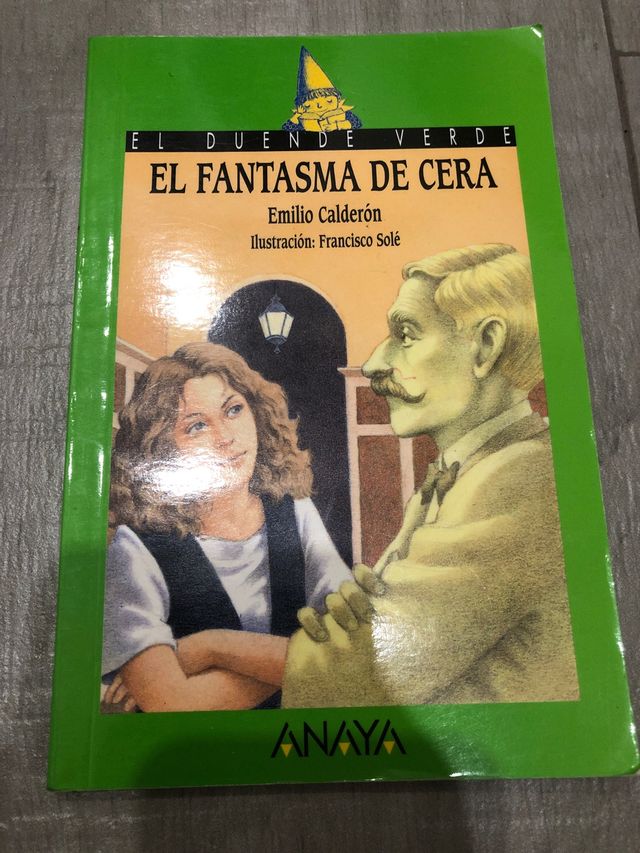 EL DUENDE VERDE
EL FANTASMA DE CERA
Emilio Calderón
Ilustración: Francisco Solé
ANAYA